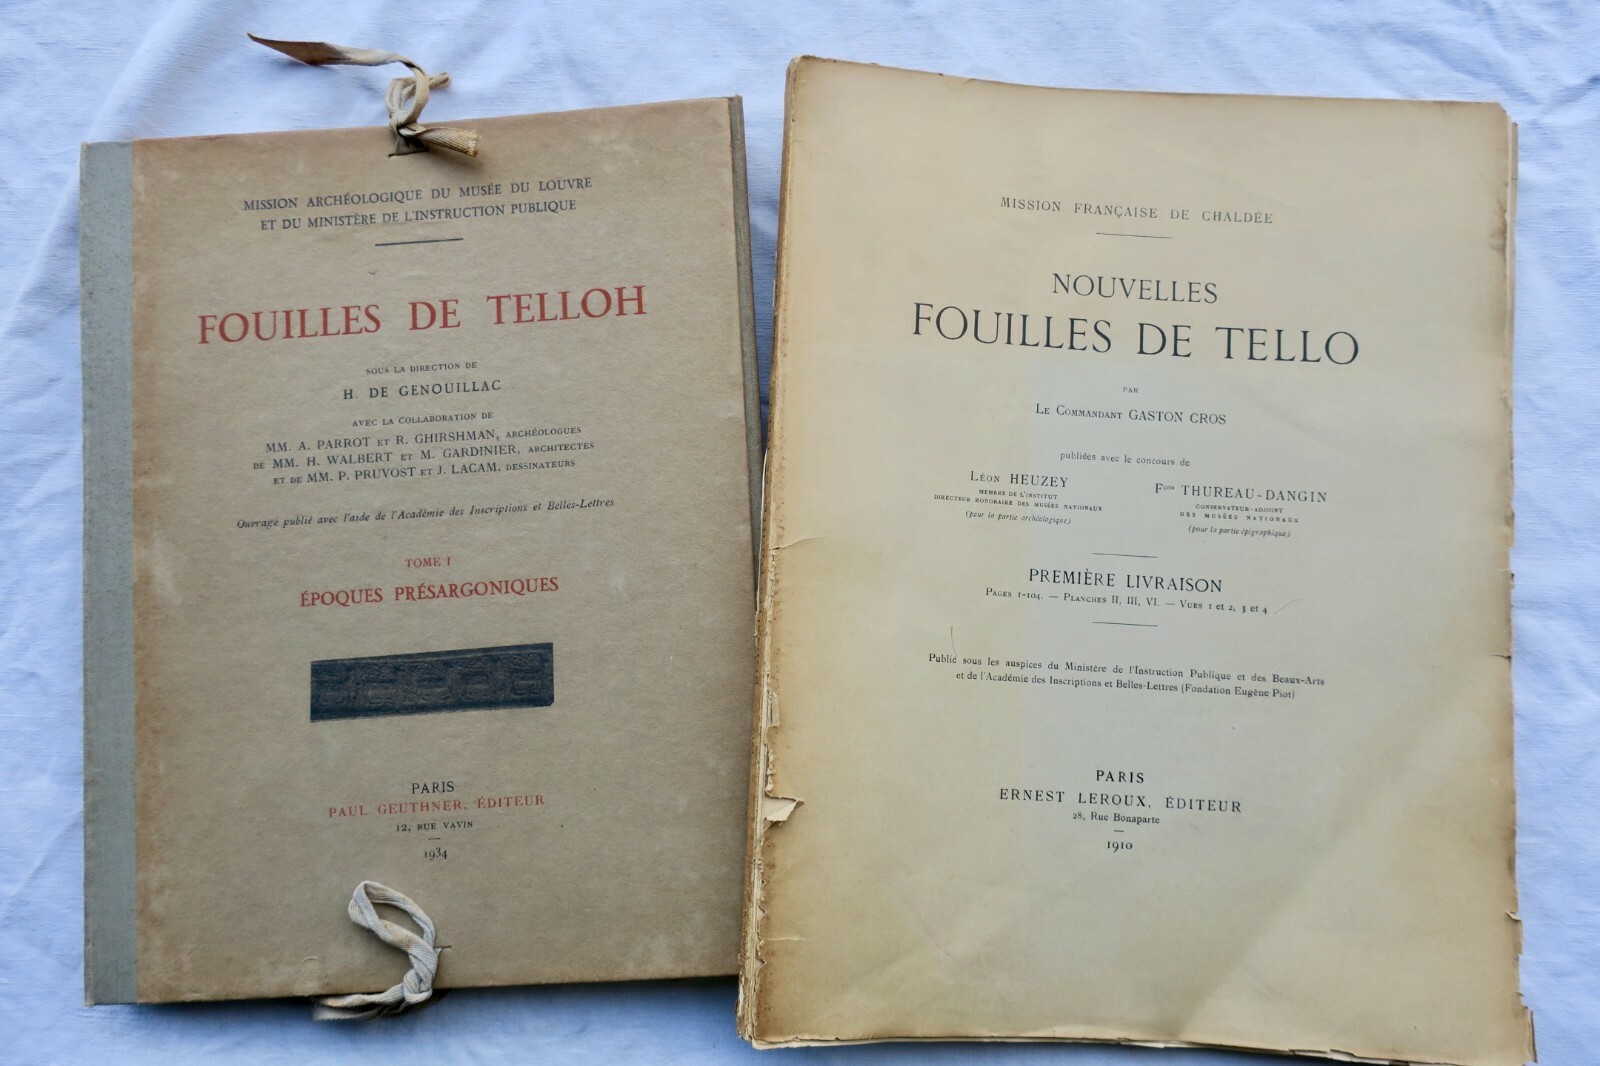 MISSION ARCHÉOLOGIQUE DU MUSÉE DU LOUVRE
ET DU MINISTÈRE DE L'INSTRUCTION PUBLIQUE
FOUILLES DE TELLOH
SOUS LA DIRECTION DE
H. DE GENOUILLAC
AVEC LA COLLABORATION DE
MM. A. PARROT ET R. GHIRSHMAN, ARCHÉOLOGUES
DE MM. H. WALBERT ET M. GARDINIER, ARCHITECTES
ET DE MM. P. PRUVOST ET J. LACAM, DESSINATEURS
Ouvrage publié avec l'aide de l'Académie des Inscriptions et Belles-Lettres
TOME I
ÉPOQUES PRÉSARGONIQUES
PARIS
PAUL GEUTHNER, ÉDITEUR
12, RUE VAVIN
1934
MISSION FRANÇAISE DE CHALDÉE
NOUVELLES
FOUILLES DE TELLO
PAR
LE COMMANDANT GASTON CROS
publiées avec le concours de
LÉON HEUZEY
MEMBRE DE L'INSTITUT
DIRECTEUR HONORAIRE DES MUSÉES NATIONAUX
(pour la partie archéologique)
Fçois THUREAU-DANGIN
CONSERVATEUR-ADJOINT
DES MUSÉES NATIONAUX
(pour la partie épigraphique)
PREMIÈRE LIVRAISON
PAGES 1-104. — PLANCHES II, III, VI. — VUES 1 et 2, 3 et 4
Publié sous les auspices du Ministère de l'Instruction Publique et des Beaux-Arts
et de l'Académie des Inscriptions et Belles-Lettres (Fondation Eugène Piot)
PARIS
ERNEST LEROUX, ÉDITEUR
28, Rue Bonaparte
1910